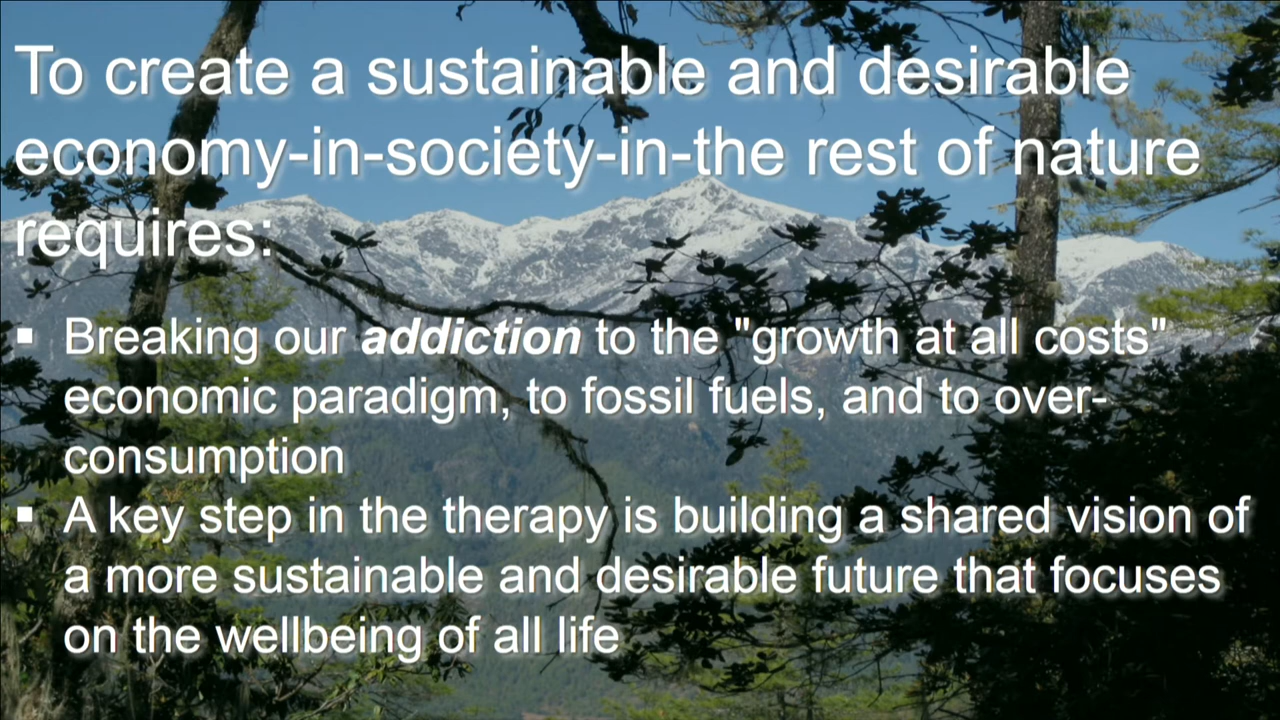 To create a sustainable and desirable
economy-in-society-in-the rest of nature
requires:
▪ Breaking our addiction to the "growth at all costs"
economic paradigm, to fossil fuels, and to over-
consumption
▪ A key step in the therapy is building a shared vision of
a more sustainable and desirable future that focuses
on the wellbeing of all life